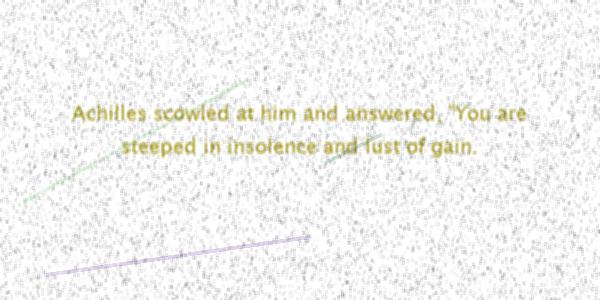 Achilles scowled at him and answered, "You are
steeped in insolence and lust of gain.